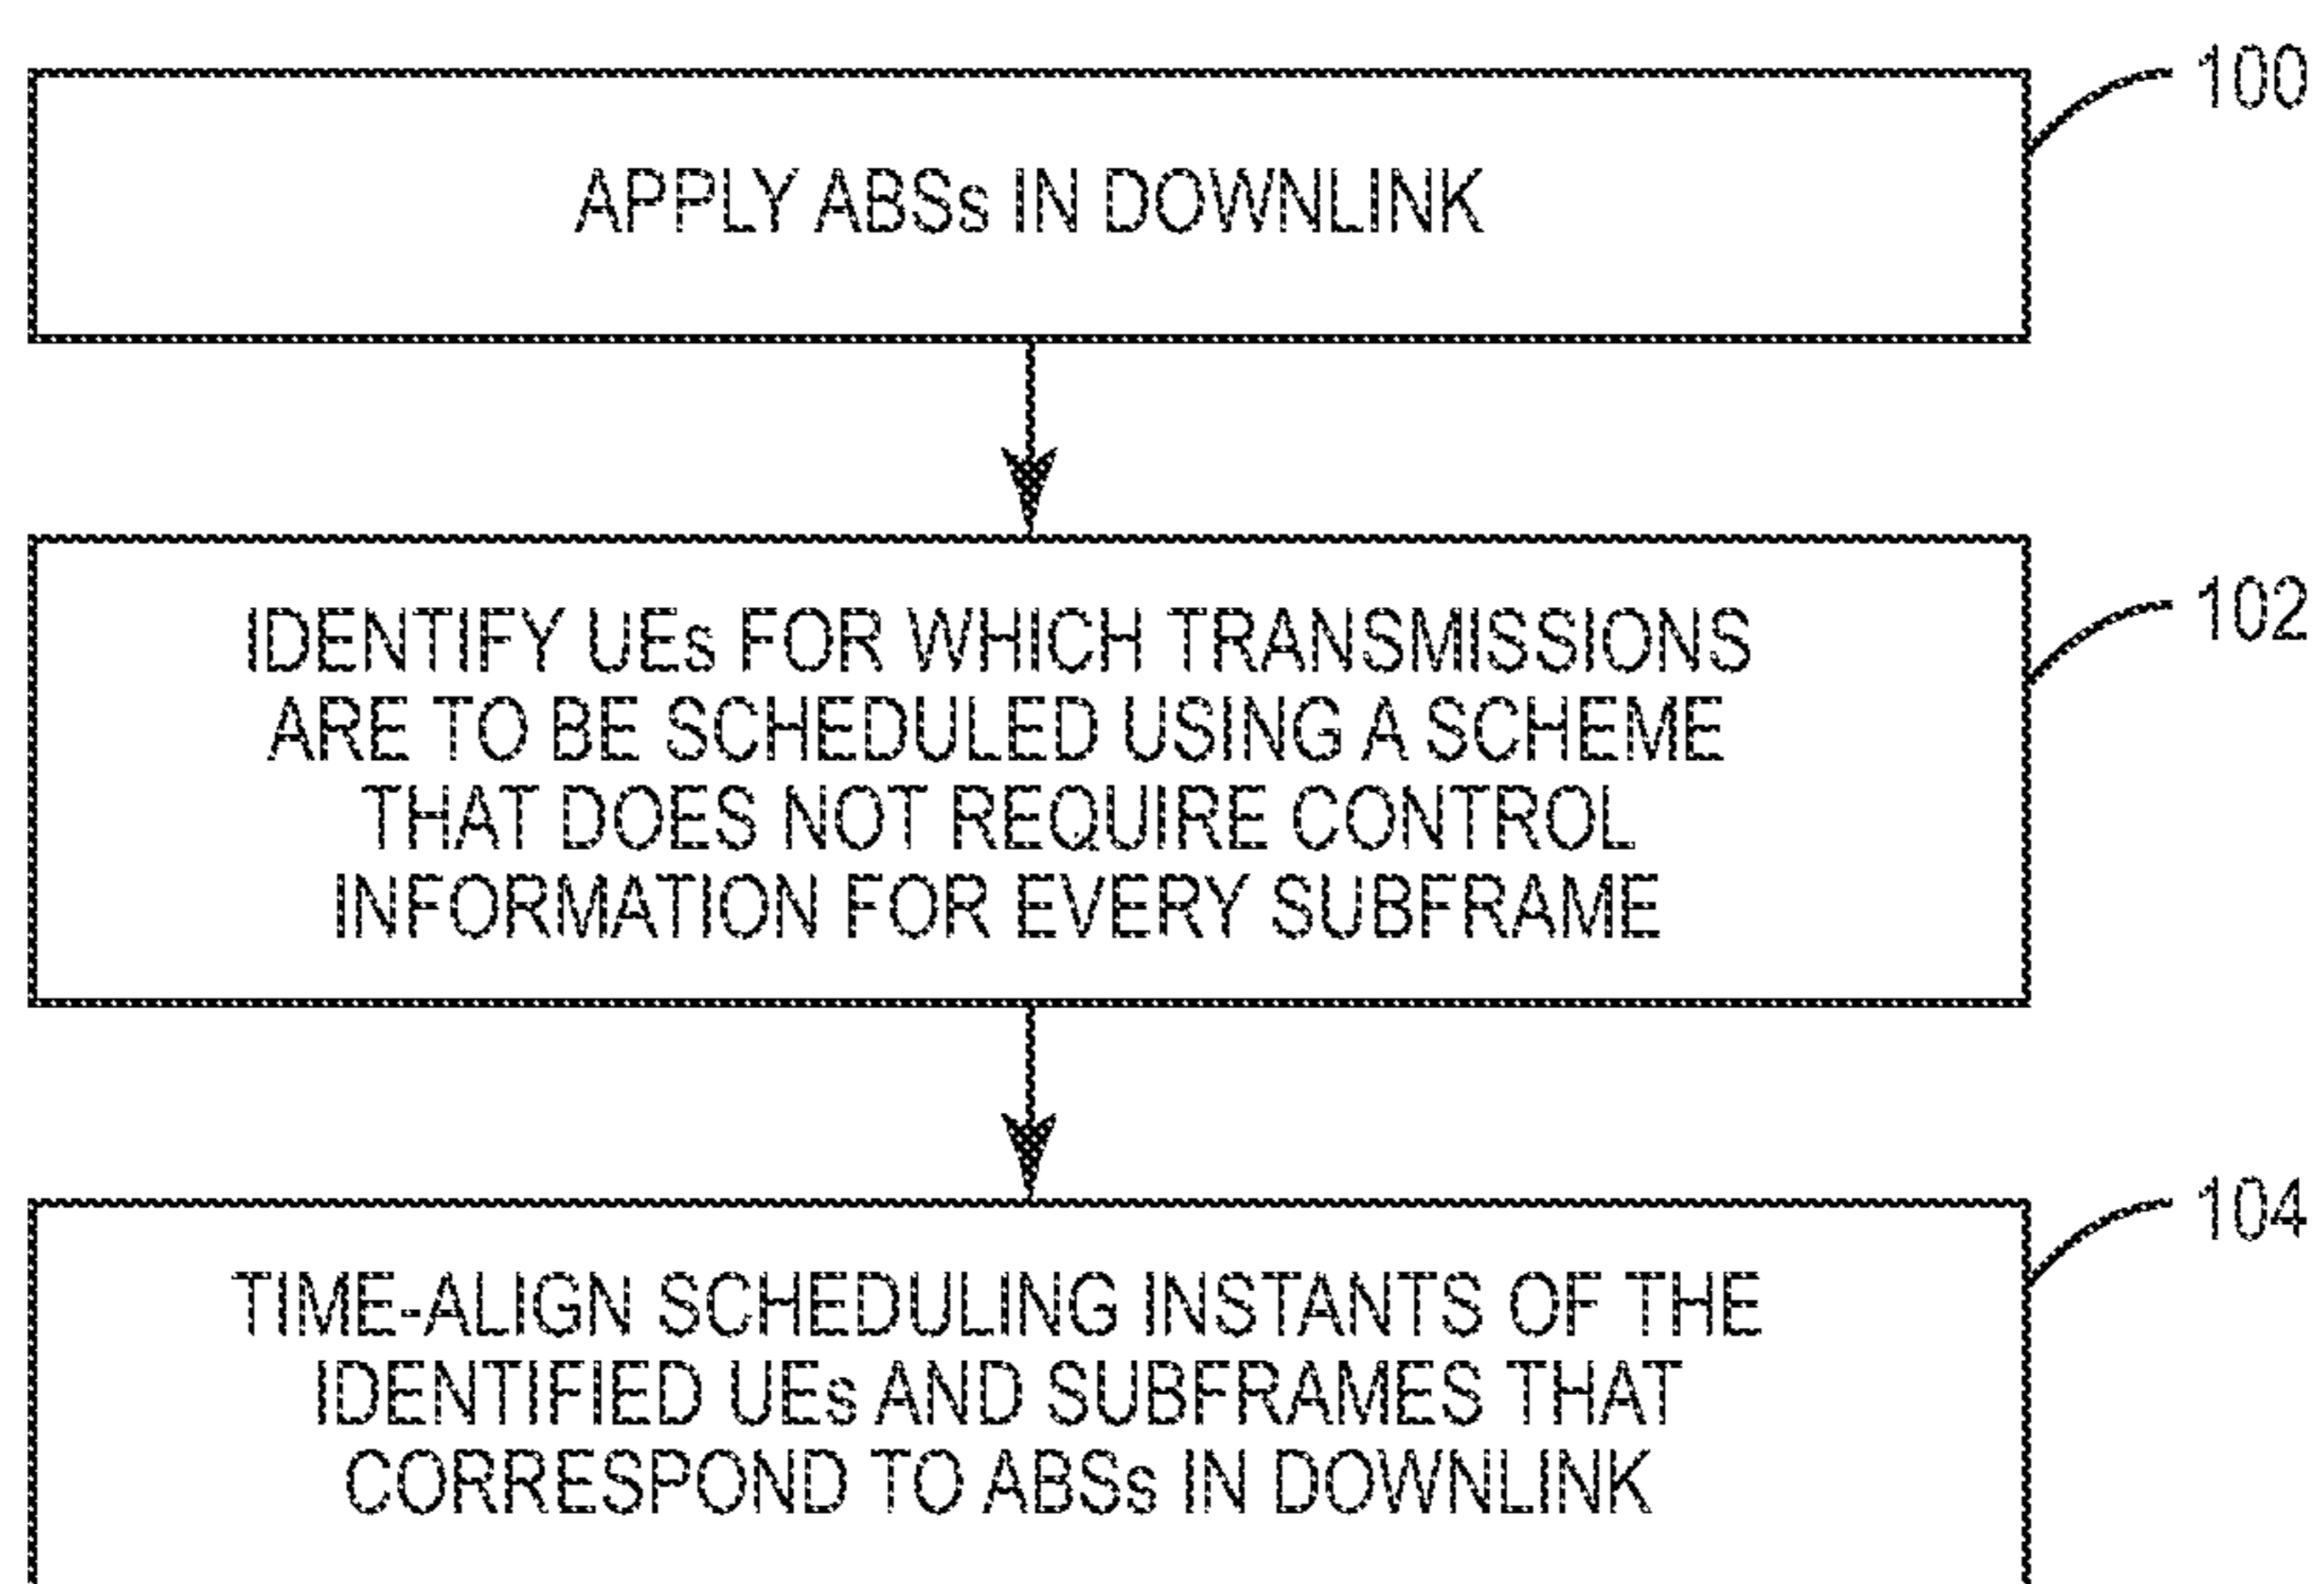 100
APPLY ABSs IN DOWNLINK
102
IDENTIFY UEs FOR WHICH TRANSMISSIONS
ARE TO BE SCHEDULED USING A SCHEME
THAT DOES NOT REQUIRE CONTROL
INFORMATION FOR EVERY SUBFRAME
104
TIME-ALIGN SCHEDULING INSTANTS OF THE
IDENTIFIED UEs AND SUBFRAMES THAT
CORRESPOND TO ABSs IN DOWNLINK